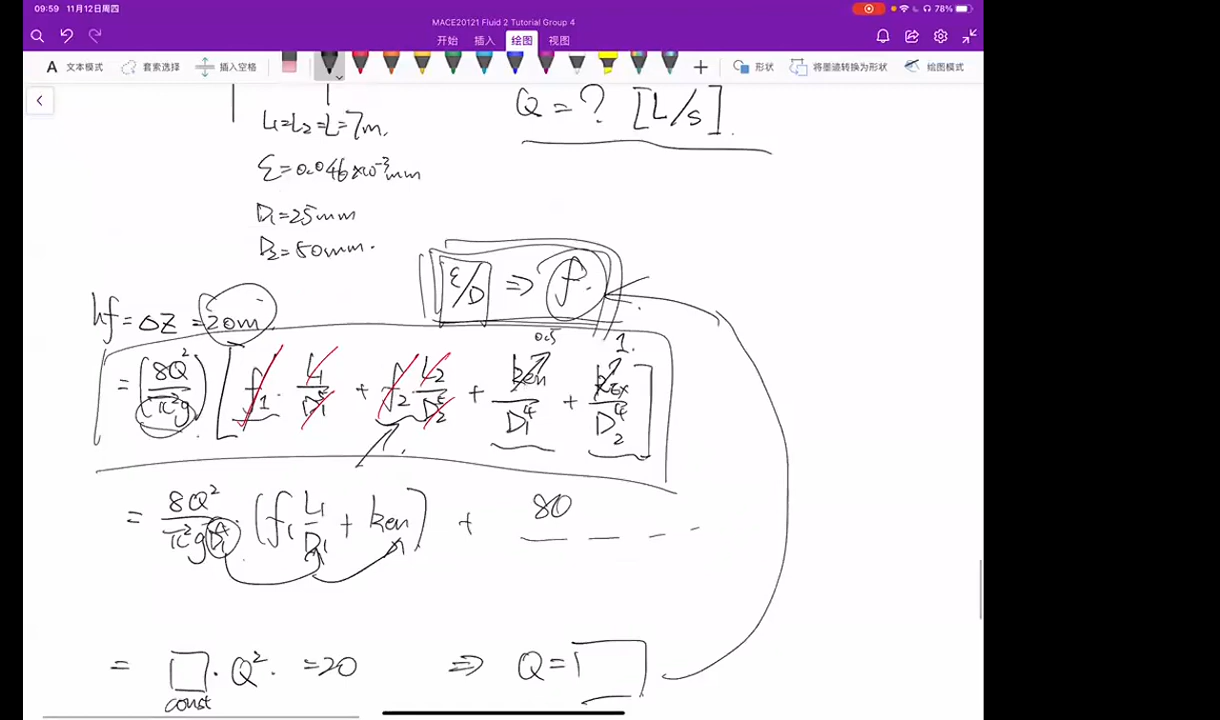 09:59 11月12日周两
78%
MACE20121 Fluid 2 Tutorial Group 4
开始 插入 绘图 视图
文本模式 套索选择 插入空格 形状 将墨迹转换为形状 绘图模式
Q = ? [L/s].
L₁=L₂=L=7m.
ε=0.046×10⁻³mm
D₁=25mm
D₂=50mm.
ε/D ⇒ f.
hf = ΔZ = 20m.
= (8Q²/π²g) [f₁ · L₁/D₁⁵ + f₂ L₂/D₂⁵ + ken/D₁⁴ + kex/D₂⁴]
0.5 1.
= 8Q²/π²gD₁⁴ · (f₁ L₁/D₁ + ken) + 8Q
= □ · Q² · =20 ⇒ Q=
const